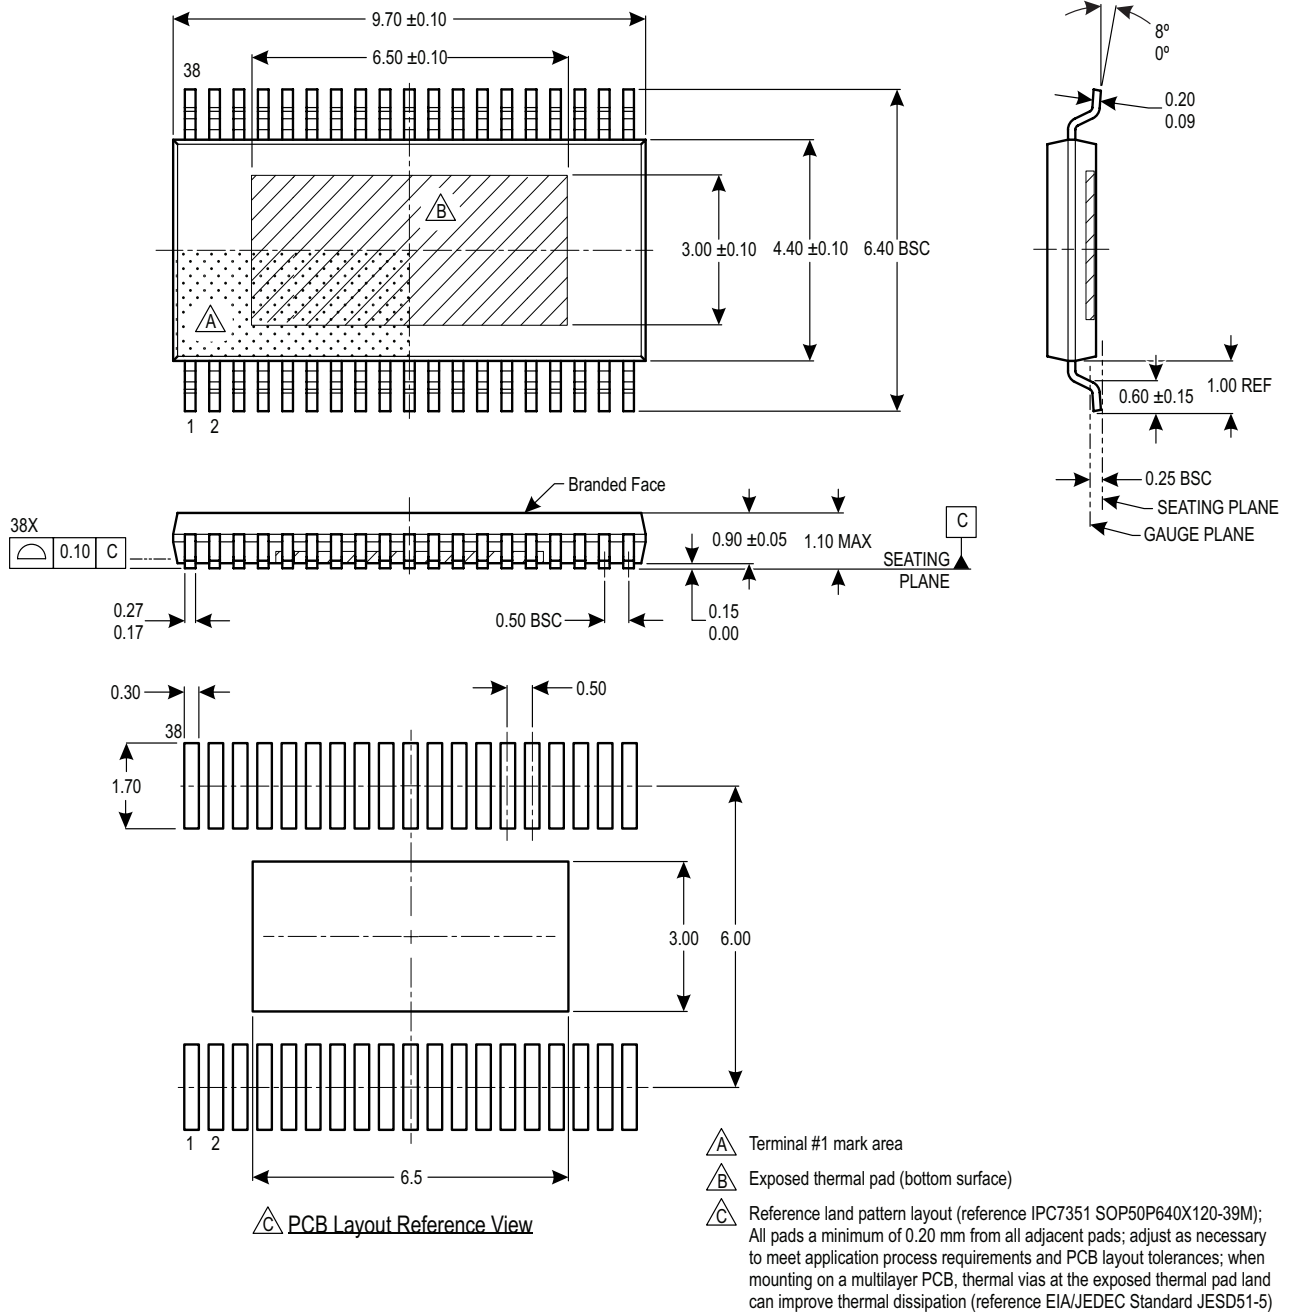 9.70 ±0.10
6.50 ±0.10
38
8º
0º
0.20
0.09
B
3.00 ±0.10
4.40 ±0.10
6.40 BSC
A
1 2
0.60 ±0.15
1.00 REF
0.25 BSC
SEATING PLANE
GAUGE PLANE
Branded Face
38X
0.10 C
0.90 ±0.05
1.10 MAX
C
SEATING
PLANE
0.27
0.17
0.50 BSC
0.15
0.00
0.30
0.50
38
1.70
3.00
6.00
1 2
6.5
C PCB Layout Reference View
A Terminal #1 mark area
B Exposed thermal pad (bottom surface)
C Reference land pattern layout (reference IPC7351 SOP50P640X120-39M);
All pads a minimum of 0.20 mm from all adjacent pads; adjust as necessary
to meet application process requirements and PCB layout tolerances; when
mounting on a multilayer PCB, thermal vias at the exposed thermal pad land
can improve thermal dissipation (reference EIA/JEDEC Standard JESD51-5)